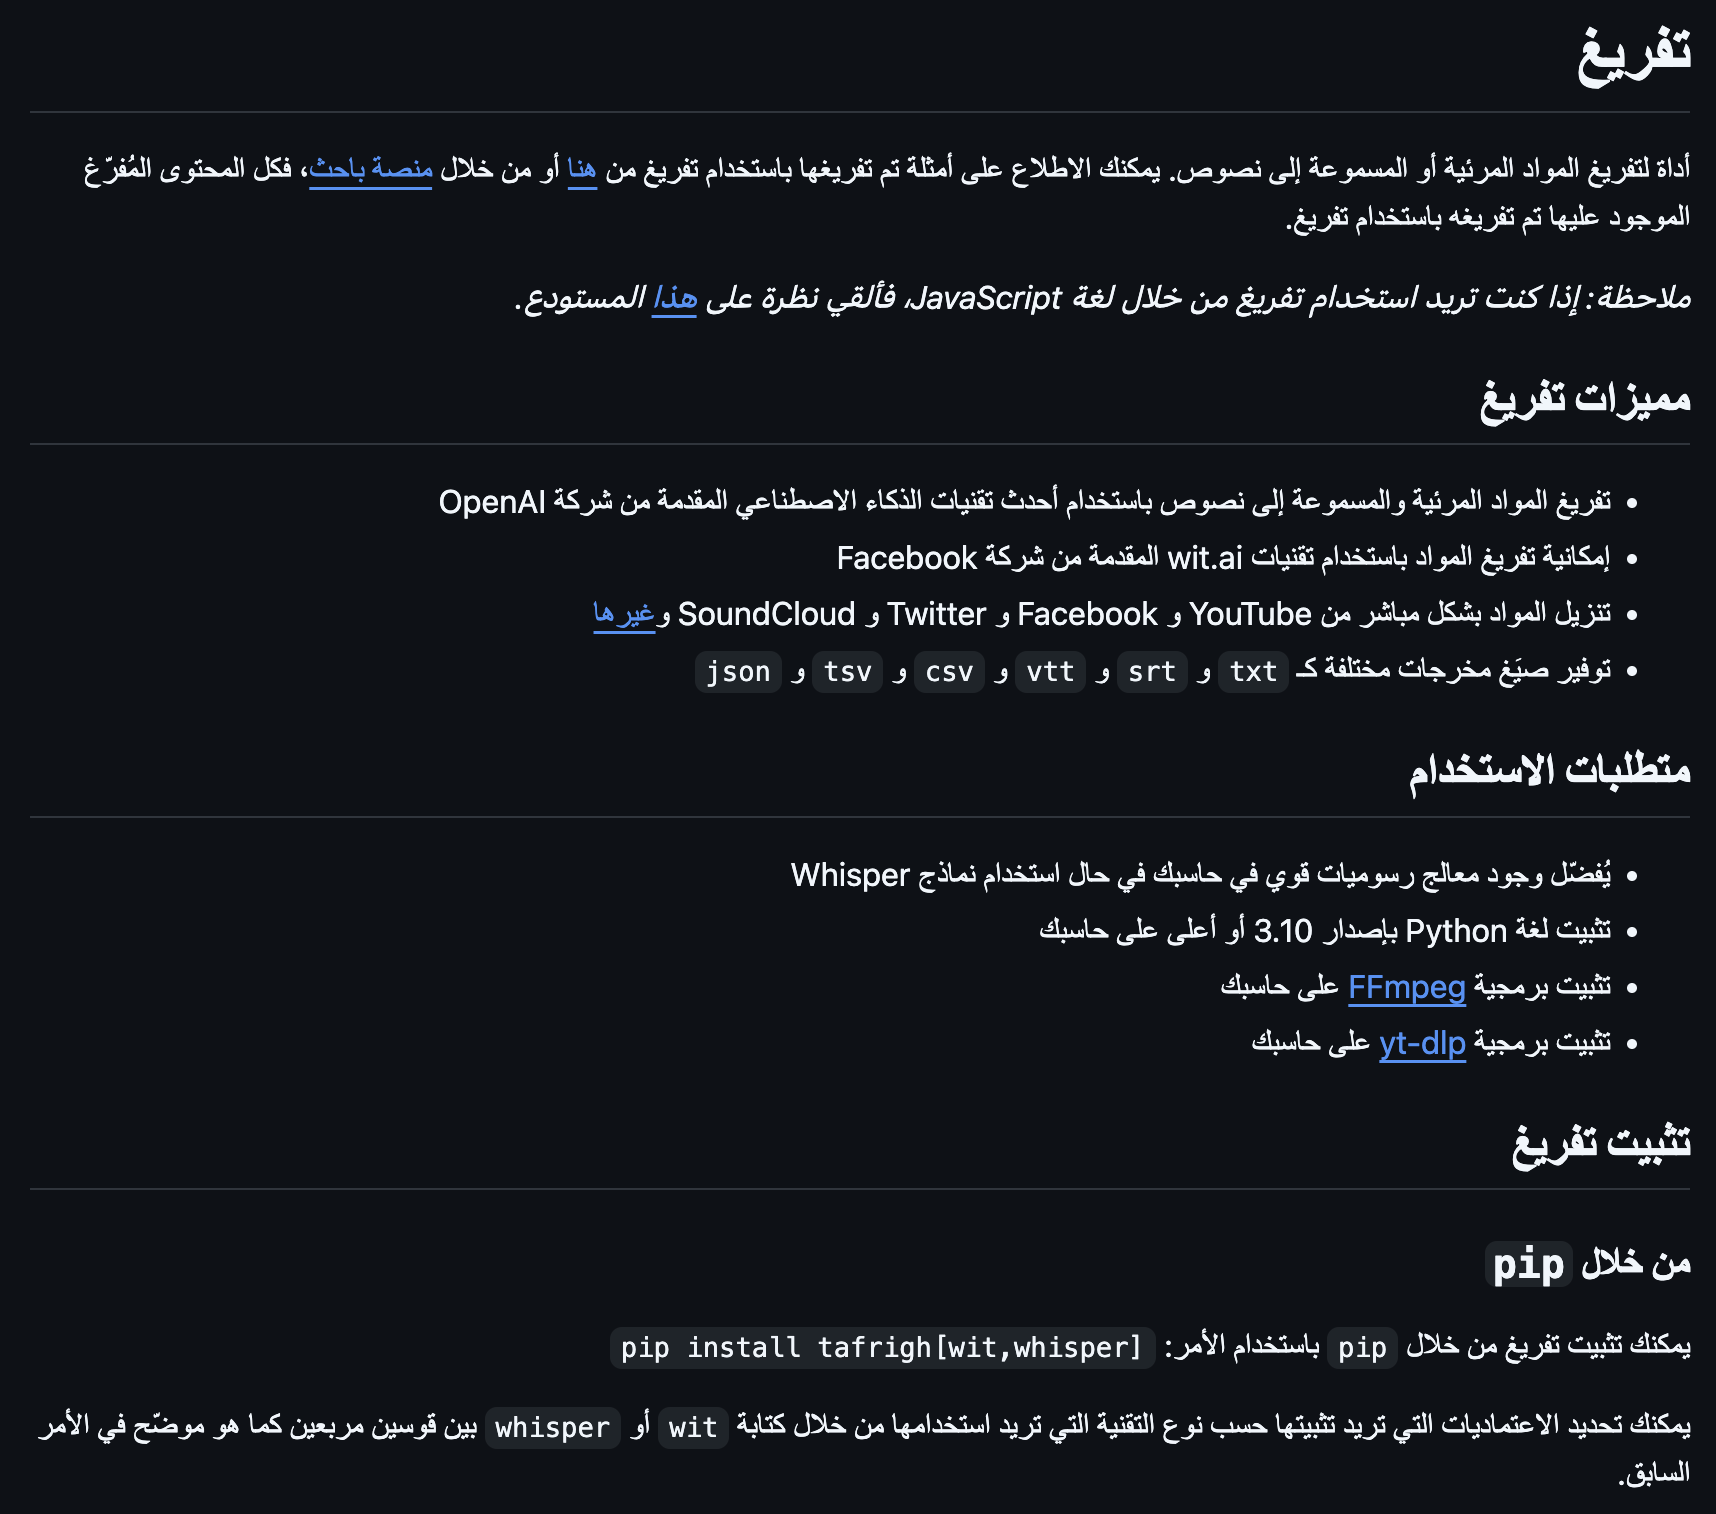 تفريغ
أداة لتفريغ المواد المرئية أو المسموعة إلى نصوص. يمكنك الاطلاع على أمثلة تم تفريغها باستخدام تفريغ من هنا أو من خلال منصة باحث، فكل المحتوى المُفرّغ
الموجود عليها تم تفريغه باستخدام تفريغ.
ملاحظة: إذا كنت تريد استخدام تفريغ من خلال لغة JavaScript، فألقي نظرة على هذا المستودع.
مميزات تفريغ
• تفريغ المواد المرئية والمسموعة إلى نصوص باستخدام أحدث تقنيات الذكاء الاصطناعي المقدمة من شركة OpenAI
• إمكانية تفريغ المواد باستخدام تقنيات wit.ai المقدمة من شركة Facebook
• تنزيل المواد بشكل مباشر من YouTube و Facebook و Twitter و SoundCloud وغيرها
• توفير صيَغ مخرجات مختلفة كـ txt و srt و vtt و csv و tsv و json
متطلبات الاستخدام
• يُفضّل وجود معالج رسوميات قوي في حاسبك في حال استخدام نماذج Whisper
• تثبيت لغة Python بإصدار 3.10 أو أعلى على حاسبك
• تثبيت برمجية FFmpeg على حاسبك
• تثبيت برمجية yt-dlp على حاسبك
تثبيت تفريغ
من خلال pip
يمكنك تثبيت تفريغ من خلال pip باستخدام الأمر: pip install tafrigh[wit,whisper]
يمكنك تحديد الاعتماديات التي تريد تثبيتها حسب نوع التقنية التي تريد استخدامها من خلال كتابة wit أو whisper بين قوسين مربعين كما هو موضّح في الأمر
السابق.